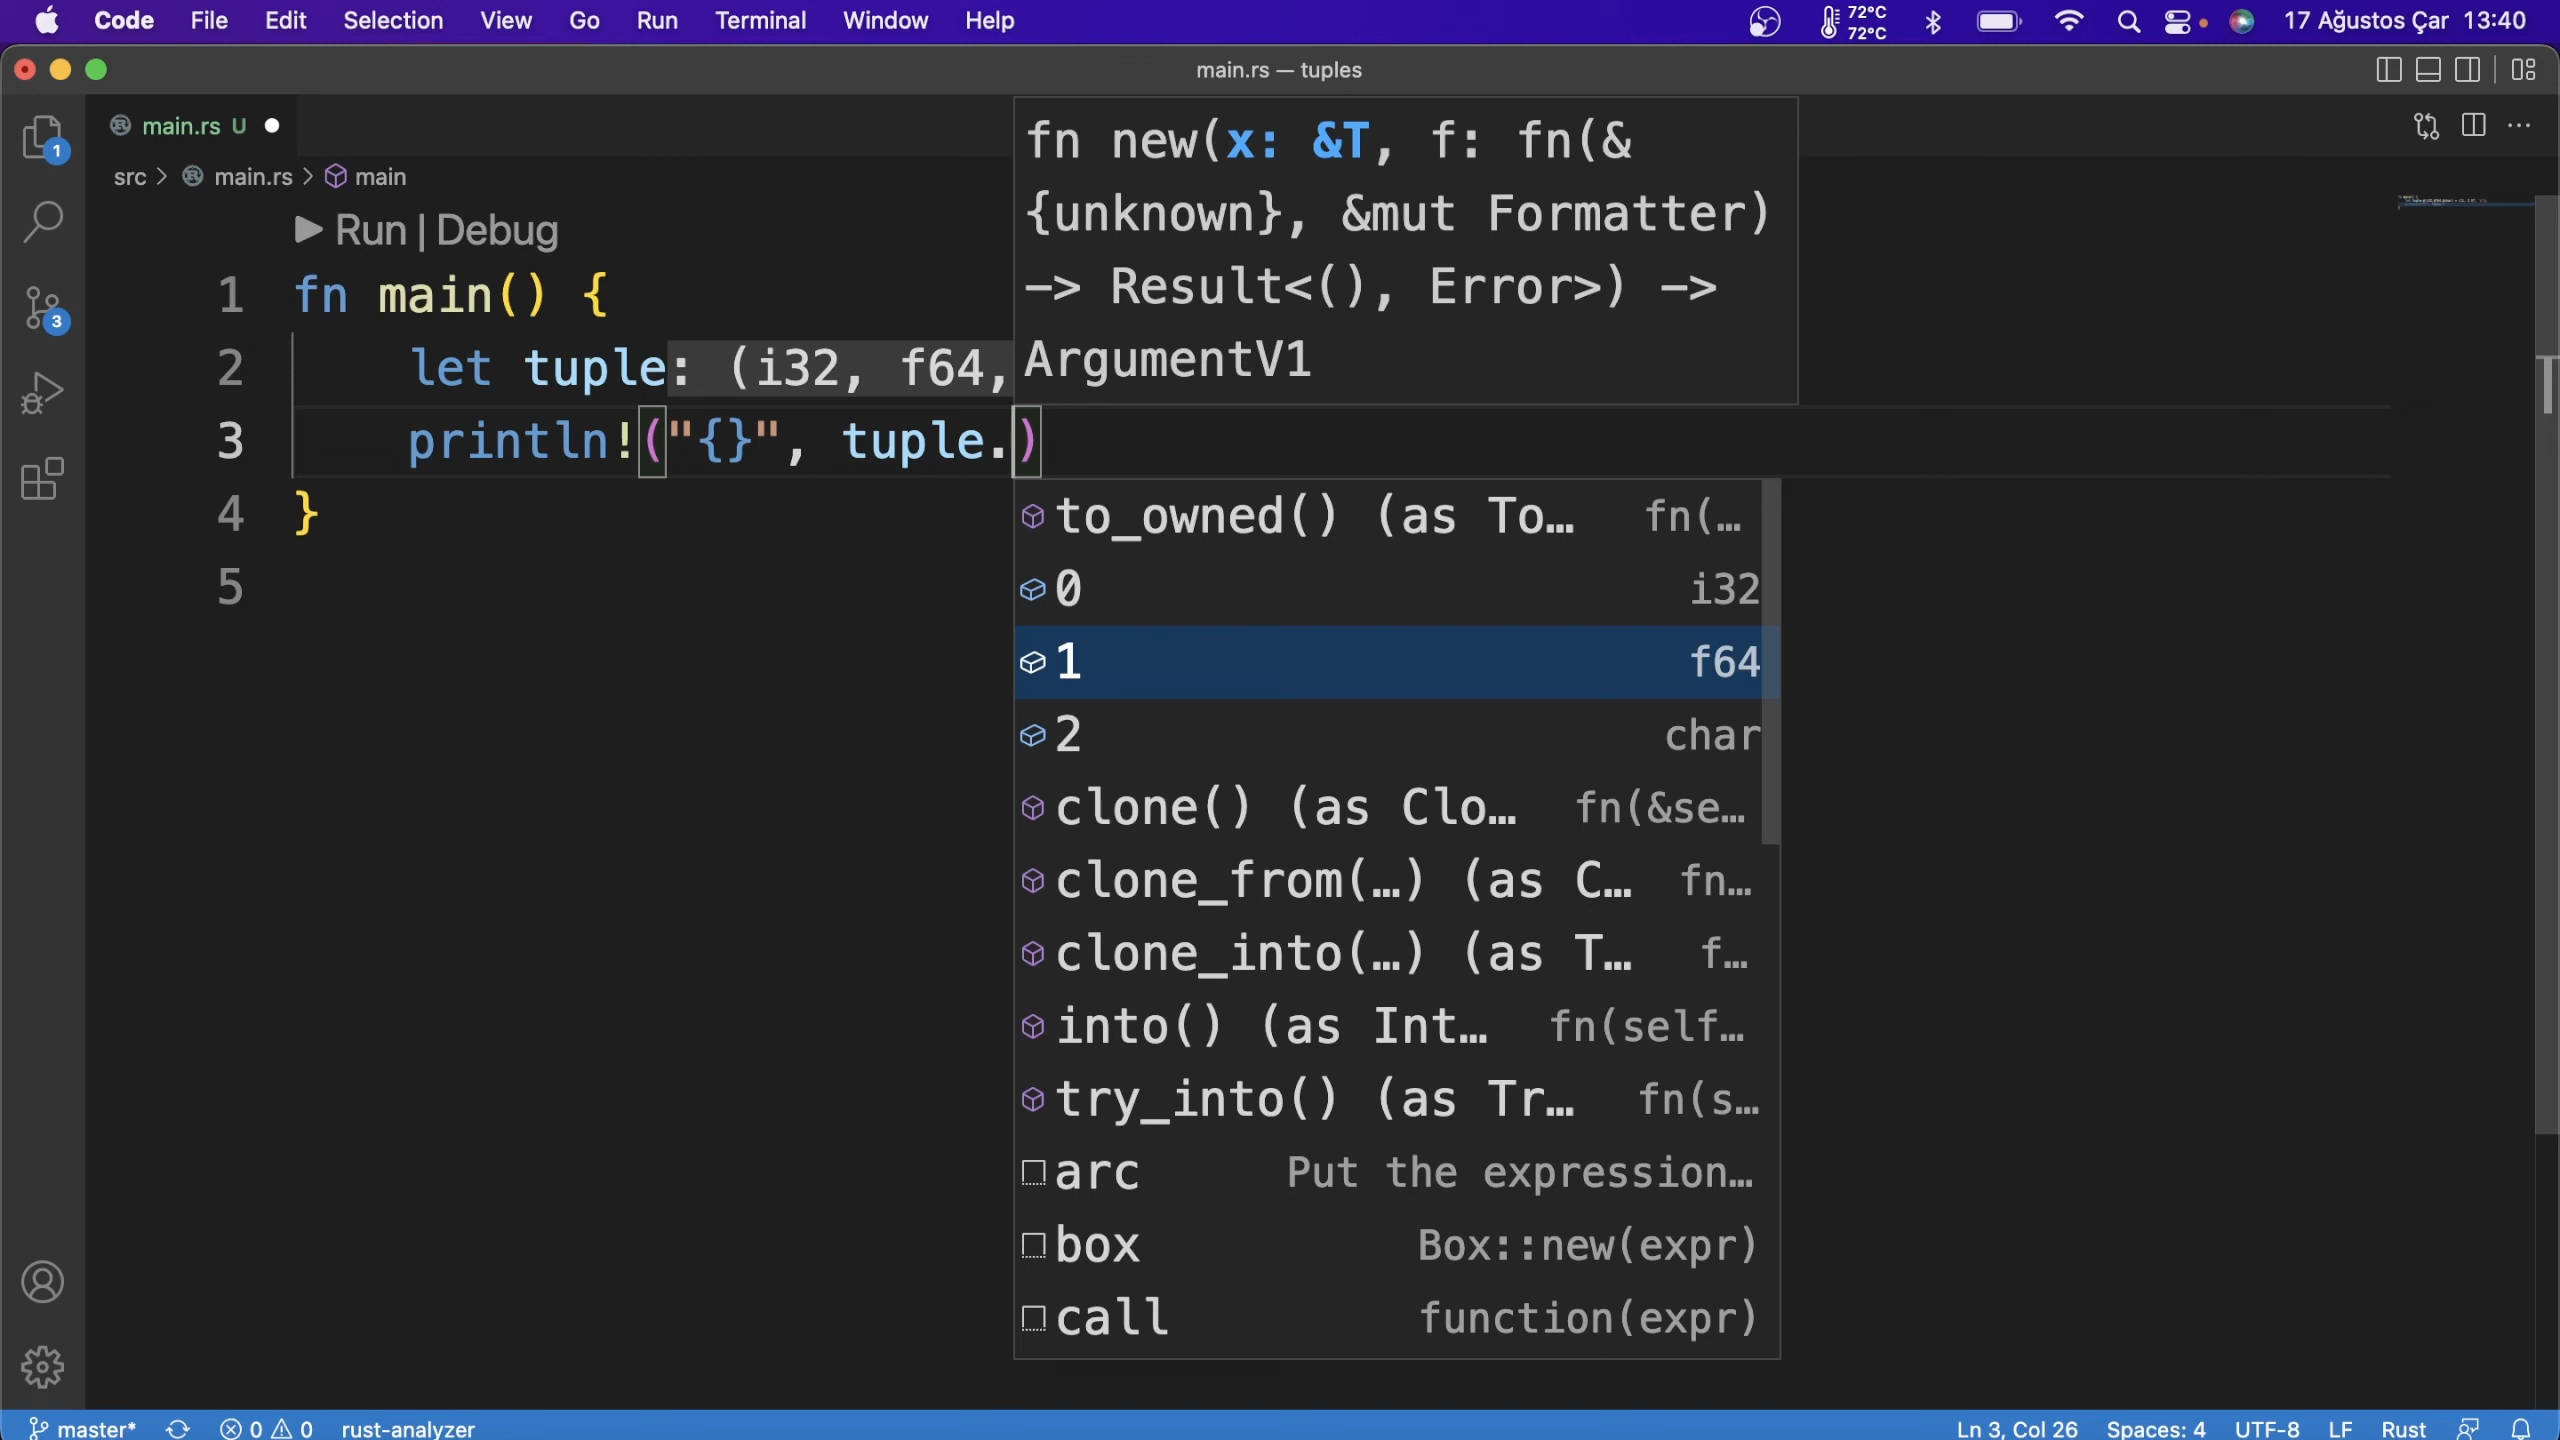 Code File Edit Selection View Go Run Terminal Window Help 72°C 72°C 17 Ağustos Çar 13:40
main.rs — tuples
main.rs U
src > main.rs > main
Run | Debug
1 fn main() {
2 let tuple: (i32, f64,
3 println!("{}", tuple.)
4 }
5
fn new(x: &T, f: fn(&
{unknown}, &mut Formatter)
-> Result<(), Error>) ->
ArgumentV1
to_owned() (as To… fn(…
0 i32
1 f64
2 char
clone() (as Clo… fn(&se…
clone_from(…) (as C… fn…
clone_into(…) (as T… f…
into() (as Int… fn(self…
try_into() (as Tr… fn(s…
arc Put the expression…
box Box::new(expr)
call function(expr)
1
3
master* 0 0 rust-analyzer Ln 3, Col 26 Spaces: 4 UTF-8 LF Rust